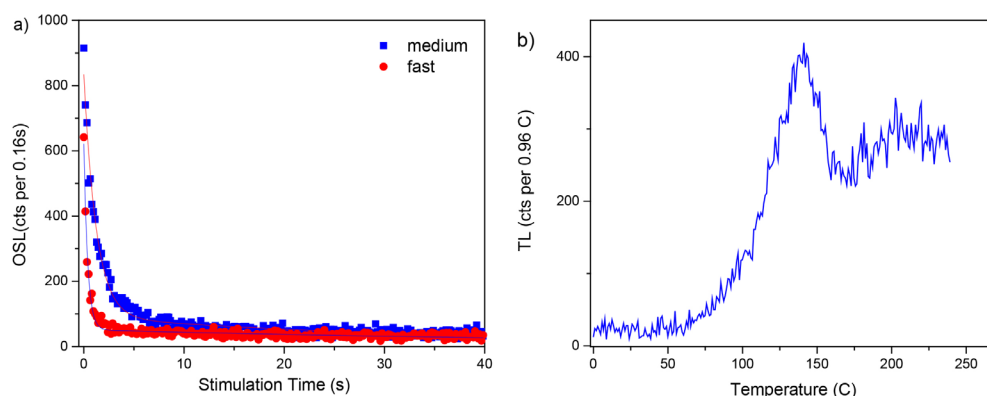 a)
1000
800
600
400
200
0
OSL(cts per 0.16s)
medium
fast
0 10 20 30 40
Stimulation Time (s)
b)
400
200
0
TL (cts per 0.96 C)
0 50 100 150 200 250
Temperature (C)